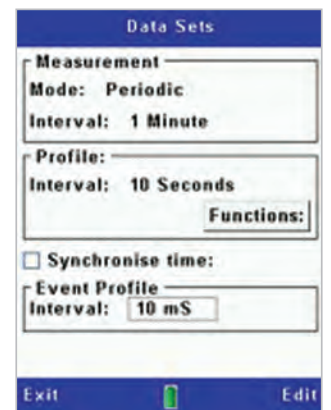 Data Sets
Measurement
Mode: Periodic
Interval: 1 Minute
Profile:
Interval: 10 Seconds
Functions:
Synchronise time:
Event Profile
Interval: 10 mS
Exit Edit